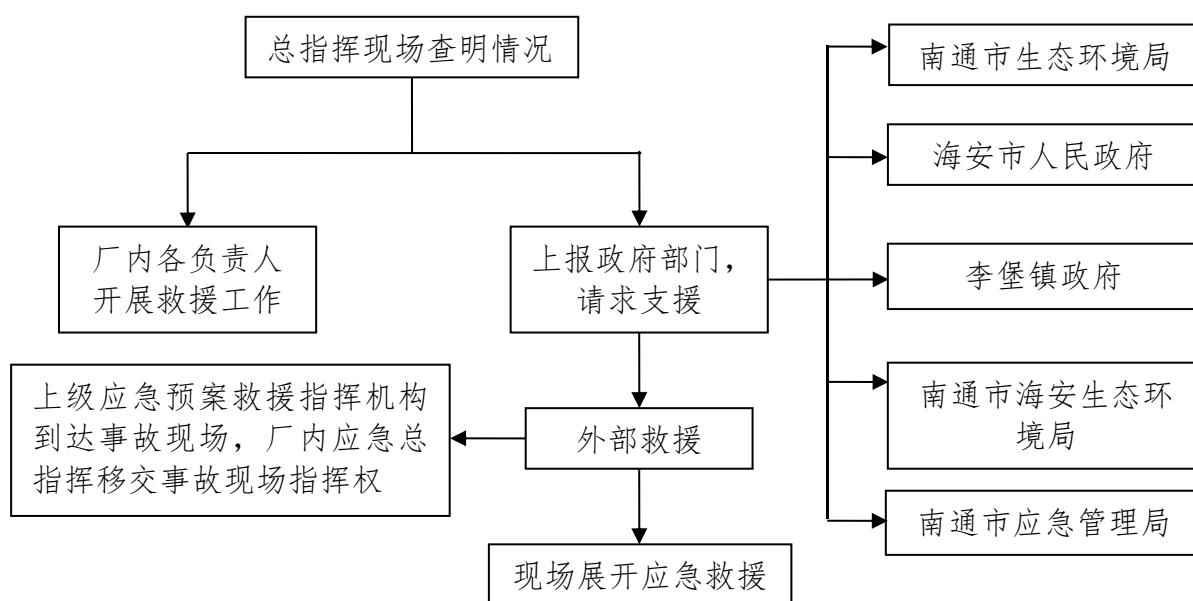 总指挥现场查明情况
南通市生态环境局
海安市人民政府
厂内各负责人
开展救援工作
上报政府部门，
请求支援
李堡镇政府
上级应急预案救援指挥机构
到达事故现场，厂内应急总
指挥移交事故现场指挥权
外部救援
南通市海安生态环
境局
南通市应急管理局
现场展开应急救援